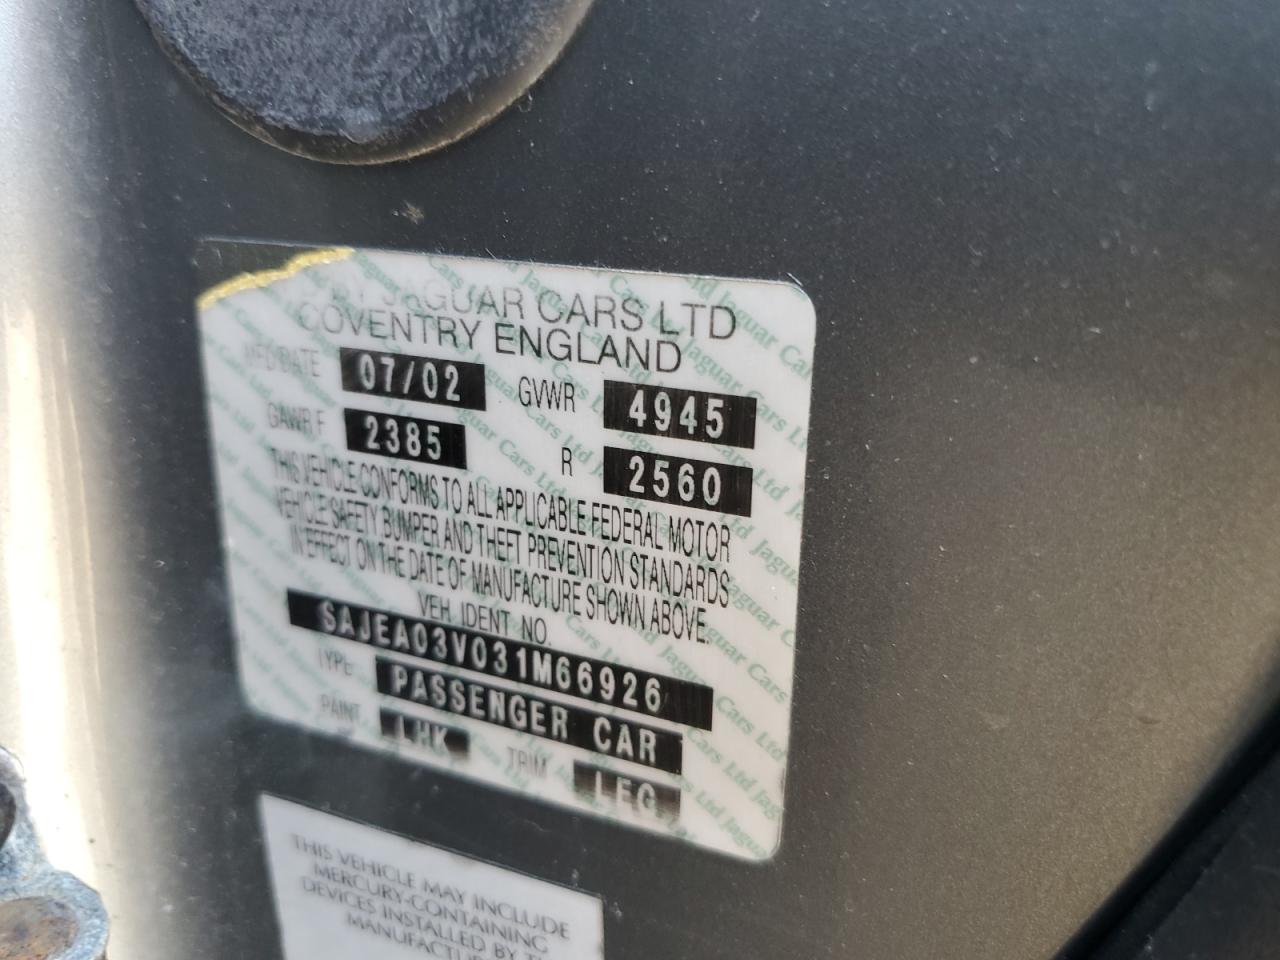 JAGUAR CARS LTD
COVENTRY ENGLAND
MFD DATE 07/02 GVWR 4945
GAWR F 2385 R 2560
THIS VEHICLE CONFORMS TO ALL APPLICABLE FEDERAL MOTOR
VEHICLE SAFETY BUMPER AND THEFT PREVENTION STANDARDS
IN EFFECT ON THE DATE OF MANUFACTURE SHOWN ABOVE.
VEH. IDENT NO.
SAJEA03V031M66926
TYPE PASSENGER CAR
PAINT LHK TRIM LEG
THIS VEHICLE MAY INCLUDE
MERCURY-CONTAINING
DEVICES INSTALLED BY